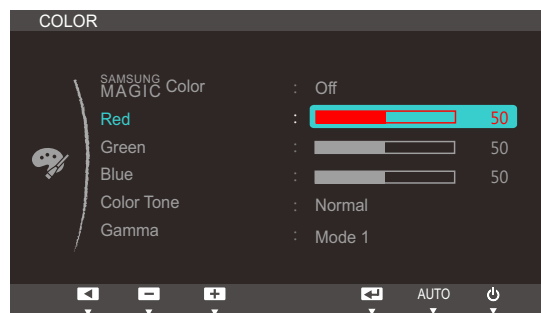 COLOR
SAMSUNG
MAGIC Color : Off
Red : 50
Green : 50
Blue : 50
Color Tone : Normal
Gamma : Mode 1
AUTO